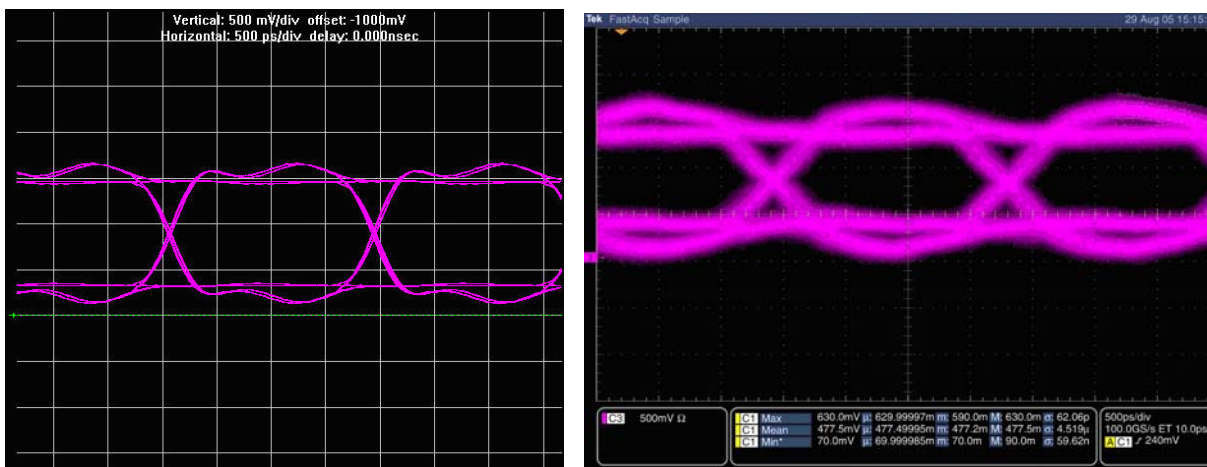 Vertical: 500 mV/div offset: -1000mV
Horizontal: 500 ps/div delay: 0.000nsec
Tek FastAcq Sample
29 Aug 05 15:15:
C3 500mV Ω
C1 Max 630.0mV µ: 629.99997m m: 590.0m M: 630.0m σ: 62.06p
C1 Mean 477.5mV µ: 477.49995m m: 477.2m M: 477.5m σ: 4.519µ
C1 Min* 70.0mV µ: 69.999985m m: 70.0m M: 90.0m σ: 59.62n
500ps/div
100.0GS/s ET 10.0ps
A C1 ∫ 240mV